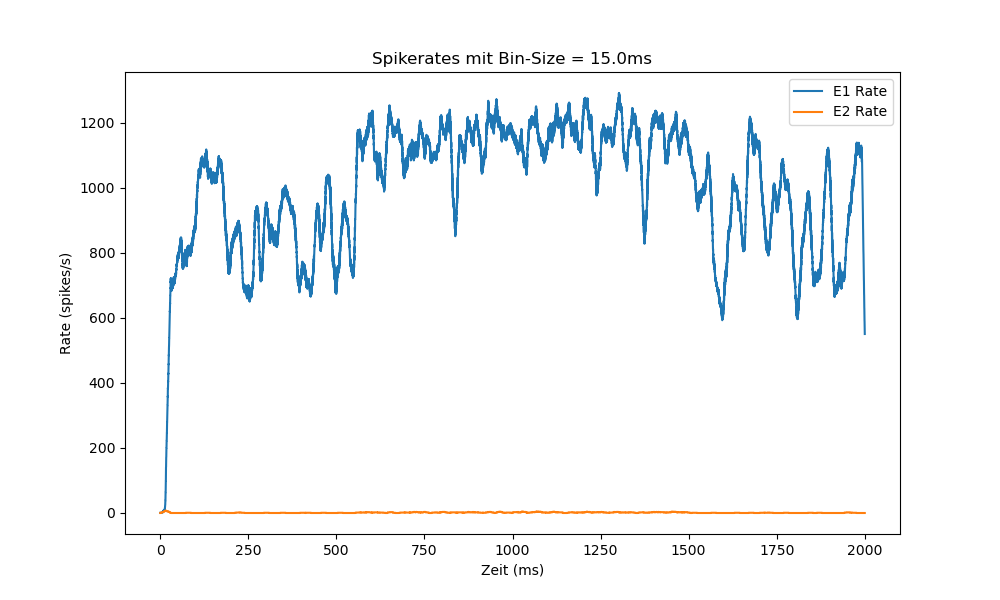 Spikerates mit Bin-Size = 15.0ms
E1 Rate
E2 Rate
Rate (spikes/s)
1200
1000
800
600
400
200
0
0 250 500 750 1000 1250 1500 1750 2000
Zeit (ms)